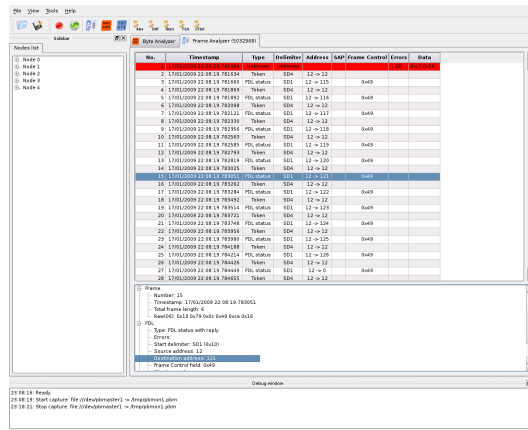 File View Tools Help
Abs Diff Start Test
Sidebar
Nodes list
Node 0
Node 1
Node 2
Node 3
Node 4
Byte Analyzer Frame Analyzer (5032968)
No. Timestamp Type Delimiter Address SAP Frame Control Errors Data
1 17/01/2009 Unknown Unknown
2 17/01/2009 22:08:19.781634 Token SD4 12 -> 12
3 17/01/2009 22:08:19.781660 FDL status SD1 12 -> 115 0x49
4 17/01/2009 22:08:19.781869 Token SD4 12 -> 12
5 17/01/2009 22:08:19.781892 FDL status SD1 12 -> 116 0x49
6 17/01/2009 22:08:19.782098 Token SD4 12 -> 12
7 17/01/2009 22:08:19.782121 FDL status SD1 12 -> 117 0x49
8 17/01/2009 22:08:19.782330 Token SD4 12 -> 12
9 17/01/2009 22:08:19.782356 FDL status SD1 12 -> 118 0x49
10 17/01/2009 22:08:19.782563 Token SD4 12 -> 12
11 17/01/2009 22:08:19.782585 FDL status SD1 12 -> 119 0x49
12 17/01/2009 22:08:19.782793 Token SD4 12 -> 12
13 17/01/2009 22:08:19.782819 FDL status SD1 12 -> 120 0x49
14 17/01/2009 22:08:19.783025 Token SD4 12 -> 12
15 17/01/2009 22:08:19.783051 FDL status SD1 12 -> 121 0x49
16 17/01/2009 22:08:19.783262 Token SD4 12 -> 12
17 17/01/2009 22:08:19.783284 FDL status SD1 12 -> 122 0x49
18 17/01/2009 22:08:19.783492 Token SD4 12 -> 12
19 17/01/2009 22:08:19.783514 FDL status SD1 12 -> 123 0x49
20 17/01/2009 22:08:19.783721 Token SD4 12 -> 12
21 17/01/2009 22:08:19.783748 FDL status SD1 12 -> 124 0x49
22 17/01/2009 22:08:19.783956 Token SD4 12 -> 12
23 17/01/2009 22:08:19.783980 FDL status SD1 12 -> 125 0x49
24 17/01/2009 22:08:19.784188 Token SD4 12 -> 12
25 17/01/2009 22:08:19.784214 FDL status SD1 12 -> 126 0x49
26 17/01/2009 22:08:19.784426 Token SD4 12 -> 12
27 17/01/2009 22:08:19.784449 FDL status SD1 12 -> 0 0x49
28 17/01/2009 22:08:19.784655 Token SD4 12 -> 12
Frame
Number: 15
Timestamp: 17/01/2009 22:08:19.783051
Total frame length: 6
Raw(06): 0x10 0x79 0x0c 0x49 0xce 0x16
FDL
Type: FDL status with reply
Errors:
Start delimiter: SD1 (0x10)
Source address: 12
Destination address: 121
Frame Control field: 0x49
Debug window
23:08:16: Ready.
23:08:19: Start capture: file://dev/pbmaster1 -> /tmp/pbmon1.pbm
23:18:21: Stop capture: file://dev/pbmaster1 -> /tmp/pbmon1.pbm